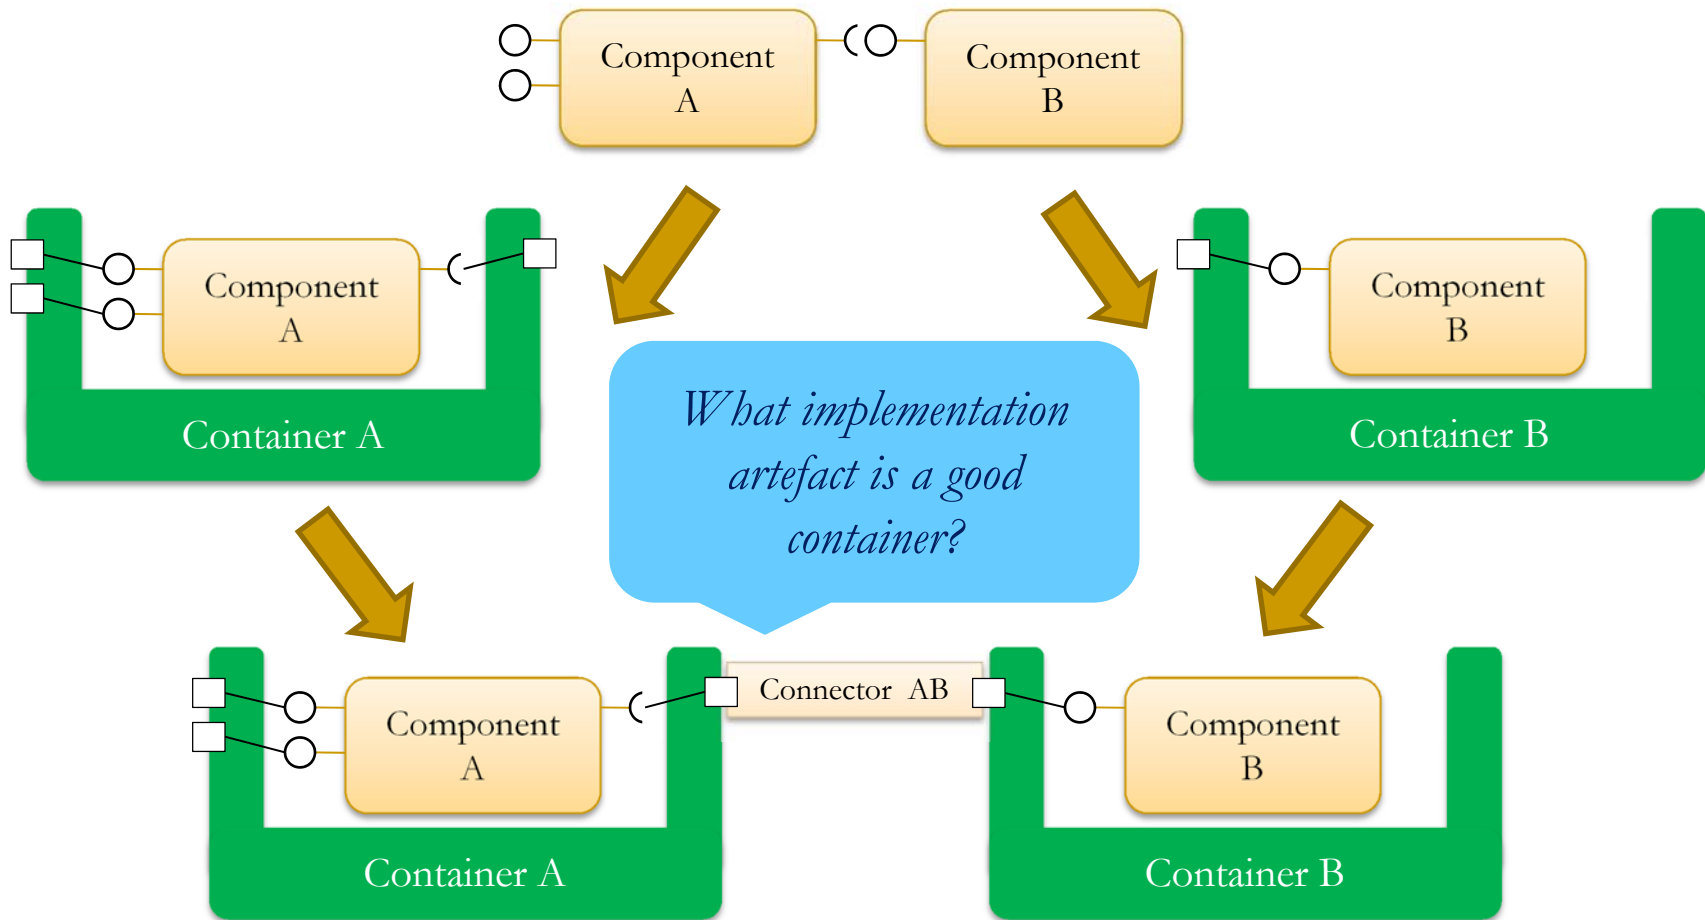 Component
A
Component
B
Component
A
Container A
Component
B
Container B
What implementation
artefact is a good
container?
Component
A
Container A
Connector AB
Component
B
Container B